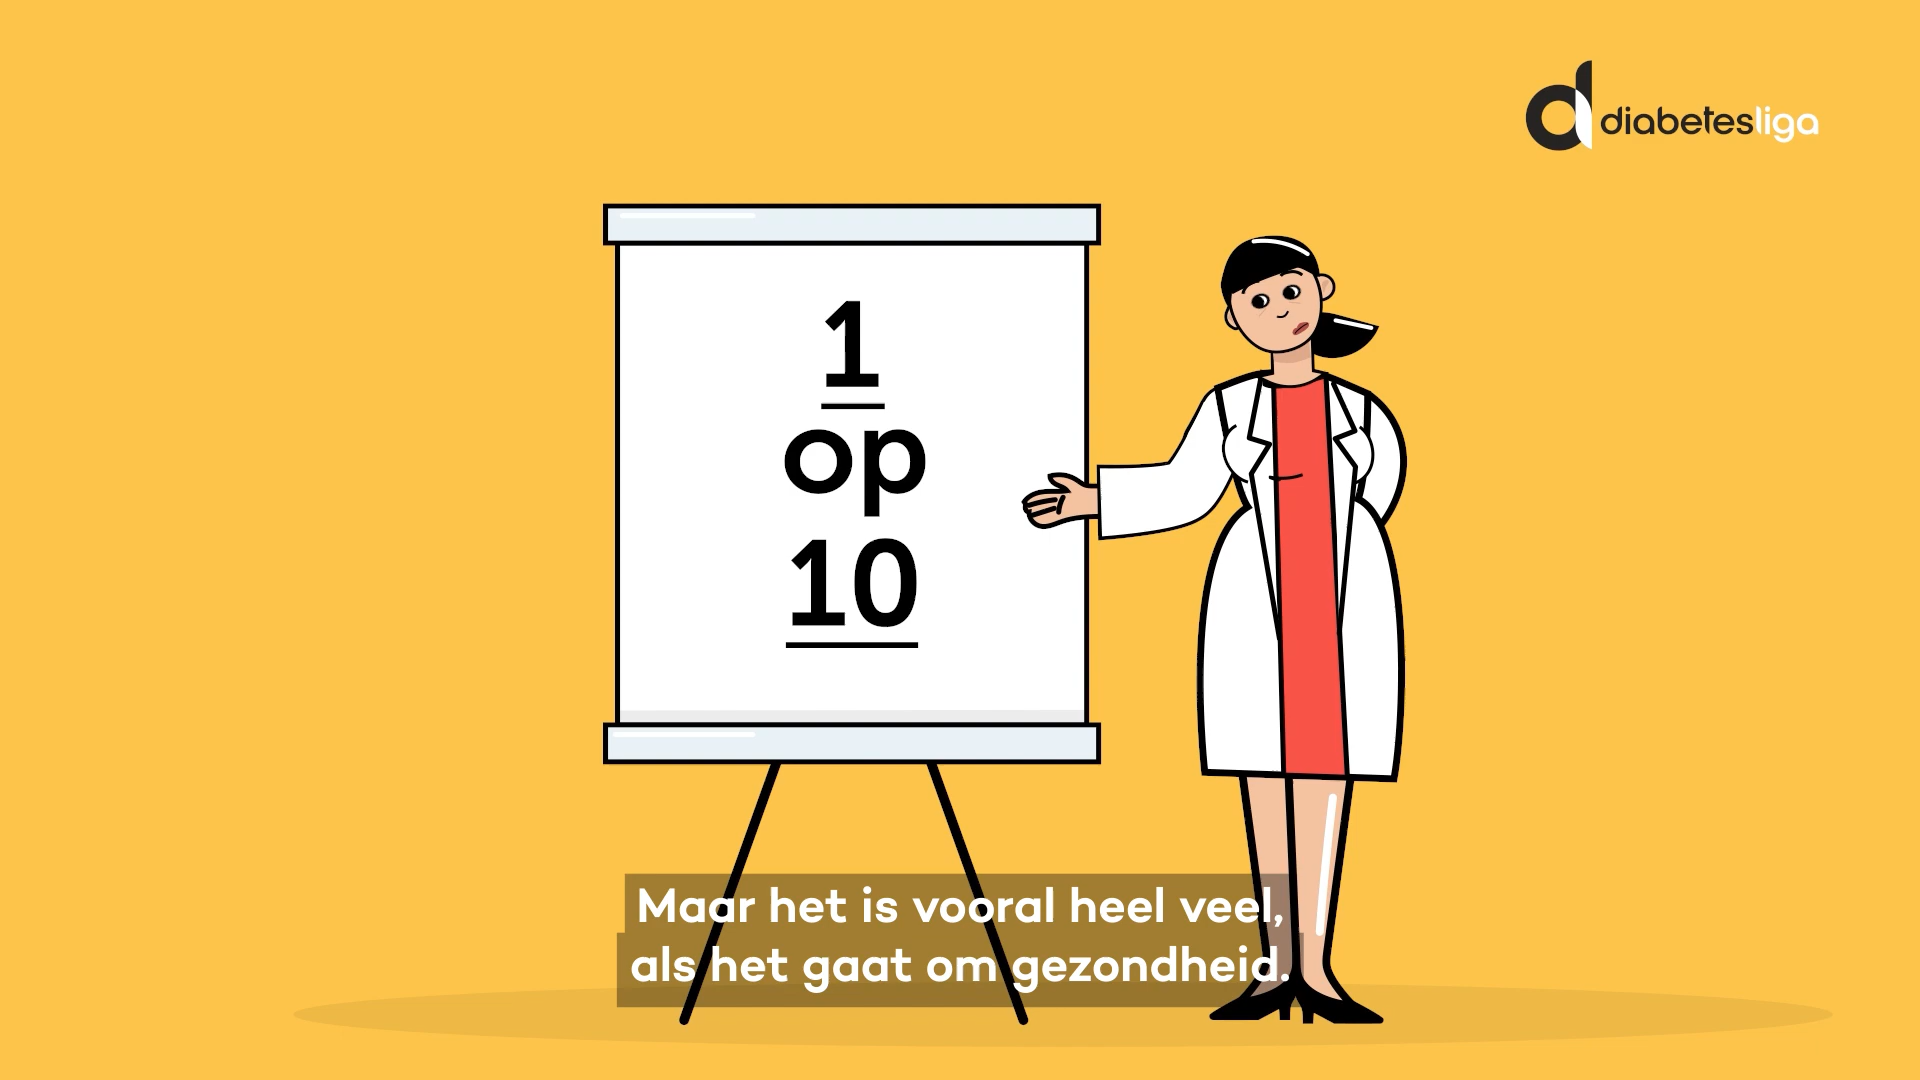 diabetesliga
1
op
10
Maar het is vooral heel veel,
als het gaat om gezondheid.